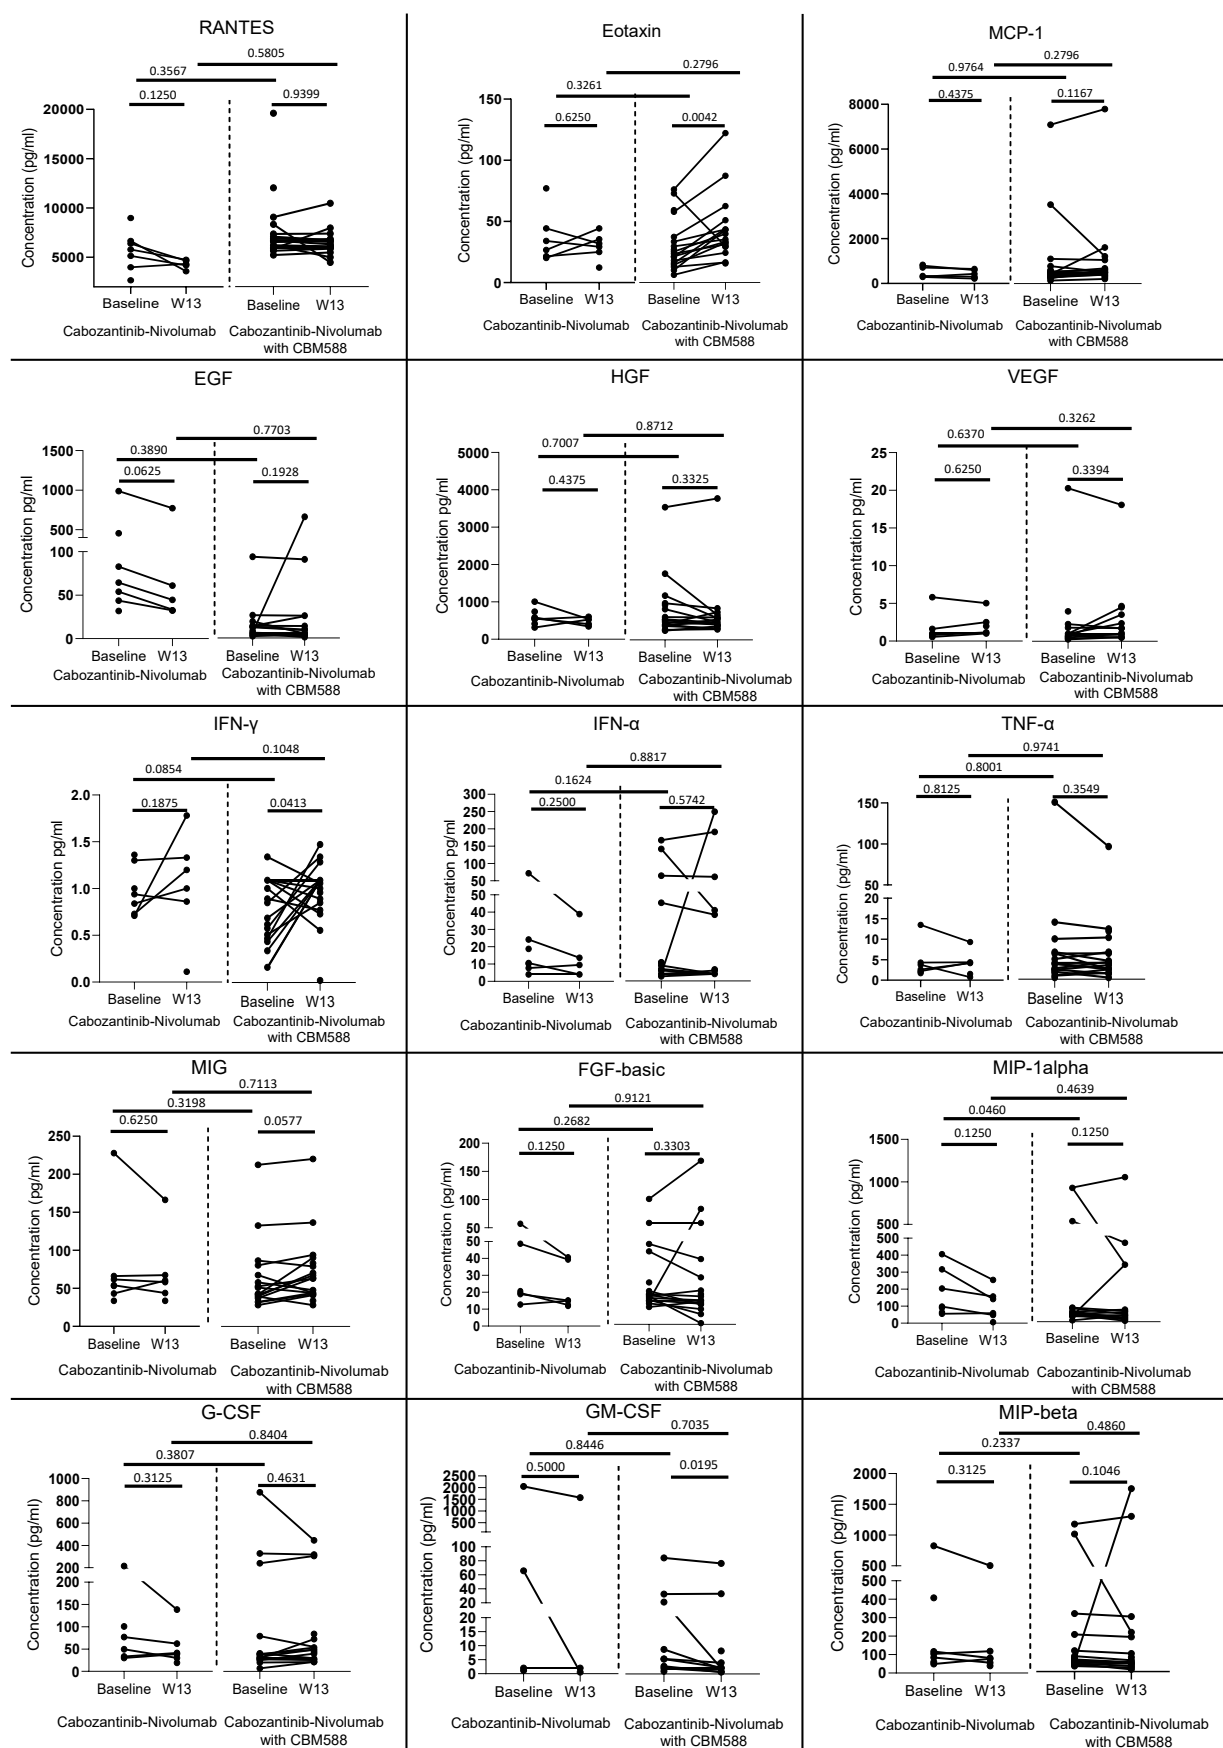 RANTES
0.5805
0.3567
0.1250
0.9399
Concentration (pg/ml)
20000
15000
10000
5000
Baseline W13 Baseline W13
Cabozantinib-Nivolumab Cabozantinib-Nivolumab
with CBM588
Eotaxin
0.2796
0.3261
0.6250
0.0042
Concentration (pg/ml)
150
100
50
0
Baseline W13 Baseline W13
Cabozantinib-Nivolumab Cabozantinib-Nivolumab
with CBM588
MCP-1
0.2796
0.9764
0.4375
0.1167
Concentration (pg/ml)
8000
6000
4000
2000
0
Baseline W13 Baseline W13
Cabozantinib-Nivolumab Cabozantinib-Nivolumab
with CBM588
EGF
0.7703
0.3890
0.0625
0.1928
Concentration pg/ml
1500
1000
500
100
50
0
Baseline W13 Baseline W13
Cabozantinib-Nivolumab Cabozantinib-Nivolumab
with CBM588
HGF
0.8712
0.7007
0.4375
0.3325
Concentration pg/ml
5000
4000
3000
2000
1000
0
Baseline W13 Baseline W13
Cabozantinib-Nivolumab Cabozantinib-Nivolumab
with CBM588
VEGF
0.3262
0.6370
0.6250
0.3394
Concentration pg/ml
25
20
15
10
5
0
Baseline W13 Baseline W13
Cabozantinib-Nivolumab Cabozantinib-Nivolumab
with CBM588
IFN-γ
0.1048
0.0854
0.1875
0.0413
Concentration pg/ml
2.0
1.5
1.0
0.5
0.0
Baseline W13 Baseline W13
Cabozantinib-Nivolumab Cabozantinib-Nivolumab
with CBM588
IFN-α
0.8817
0.1624
0.2500
0.5742
Concentration pg/ml
300
250
200
150
100
50
50
40
30
20
10
0
Baseline W13 Baseline W13
Cabozantinib-Nivolumab Cabozantinib-Nivolumab
with CBM588
TNF-α
0.9741
0.8001
0.8125
0.3549
Concentration (pg/ml)
150
100
50
20
15
10
5
0
Baseline W13 Baseline W13
Cabozantinib-Nivolumab Cabozantinib-Nivolumab
with CBM588
MIG
0.7113
0.3198
0.6250
0.0577
Concentration (pg/ml)
250
200
150
100
50
0
Baseline W13 Baseline W13
Cabozantinib-Nivolumab Cabozantinib-Nivolumab
with CBM588
FGF-basic
0.9121
0.2682
0.1250
0.3303
Concentration (pg/ml)
200
150
100
50
50
40
30
20
10
0
Baseline W13 Baseline W13
Cabozantinib-Nivolumab Cabozantinib-Nivolumab
with CBM588
MIP-1alpha
0.4639
0.0460
0.1250
0.1250
Concentration (pg/ml)
1500
1000
500
400
300
200
100
0
Baseline W13 Baseline W13
Cabozantinib-Nivolumab Cabozantinib-Nivolumab
with CBM588
G-CSF
0.8404
0.3807
0.3125
0.4631
Concentration (pg/ml)
1000
800
600
400
200
200
150
100
50
0
Baseline W13 Baseline W13
Cabozantinib-Nivolumab Cabozantinib-Nivolumab
with CBM588
GM-CSF
0.7035
0.8446
0.5000
0.0195
Concentration (pg/ml)
2500
2000
1500
1000
500
100
80
60
40
20
20
15
10
5
0
Baseline W13 Baseline W13
Cabozantinib-Nivolumab Cabozantinib-Nivolumab
with CBM588
MIP-beta
0.4860
0.2337
0.3125
0.1046
Concentration (pg/ml)
2000
1500
1000
500
500
400
300
200
100
0
Baseline W13 Baseline W13
Cabozantinib-Nivolumab Cabozantinib-Nivolumab
with CBM588